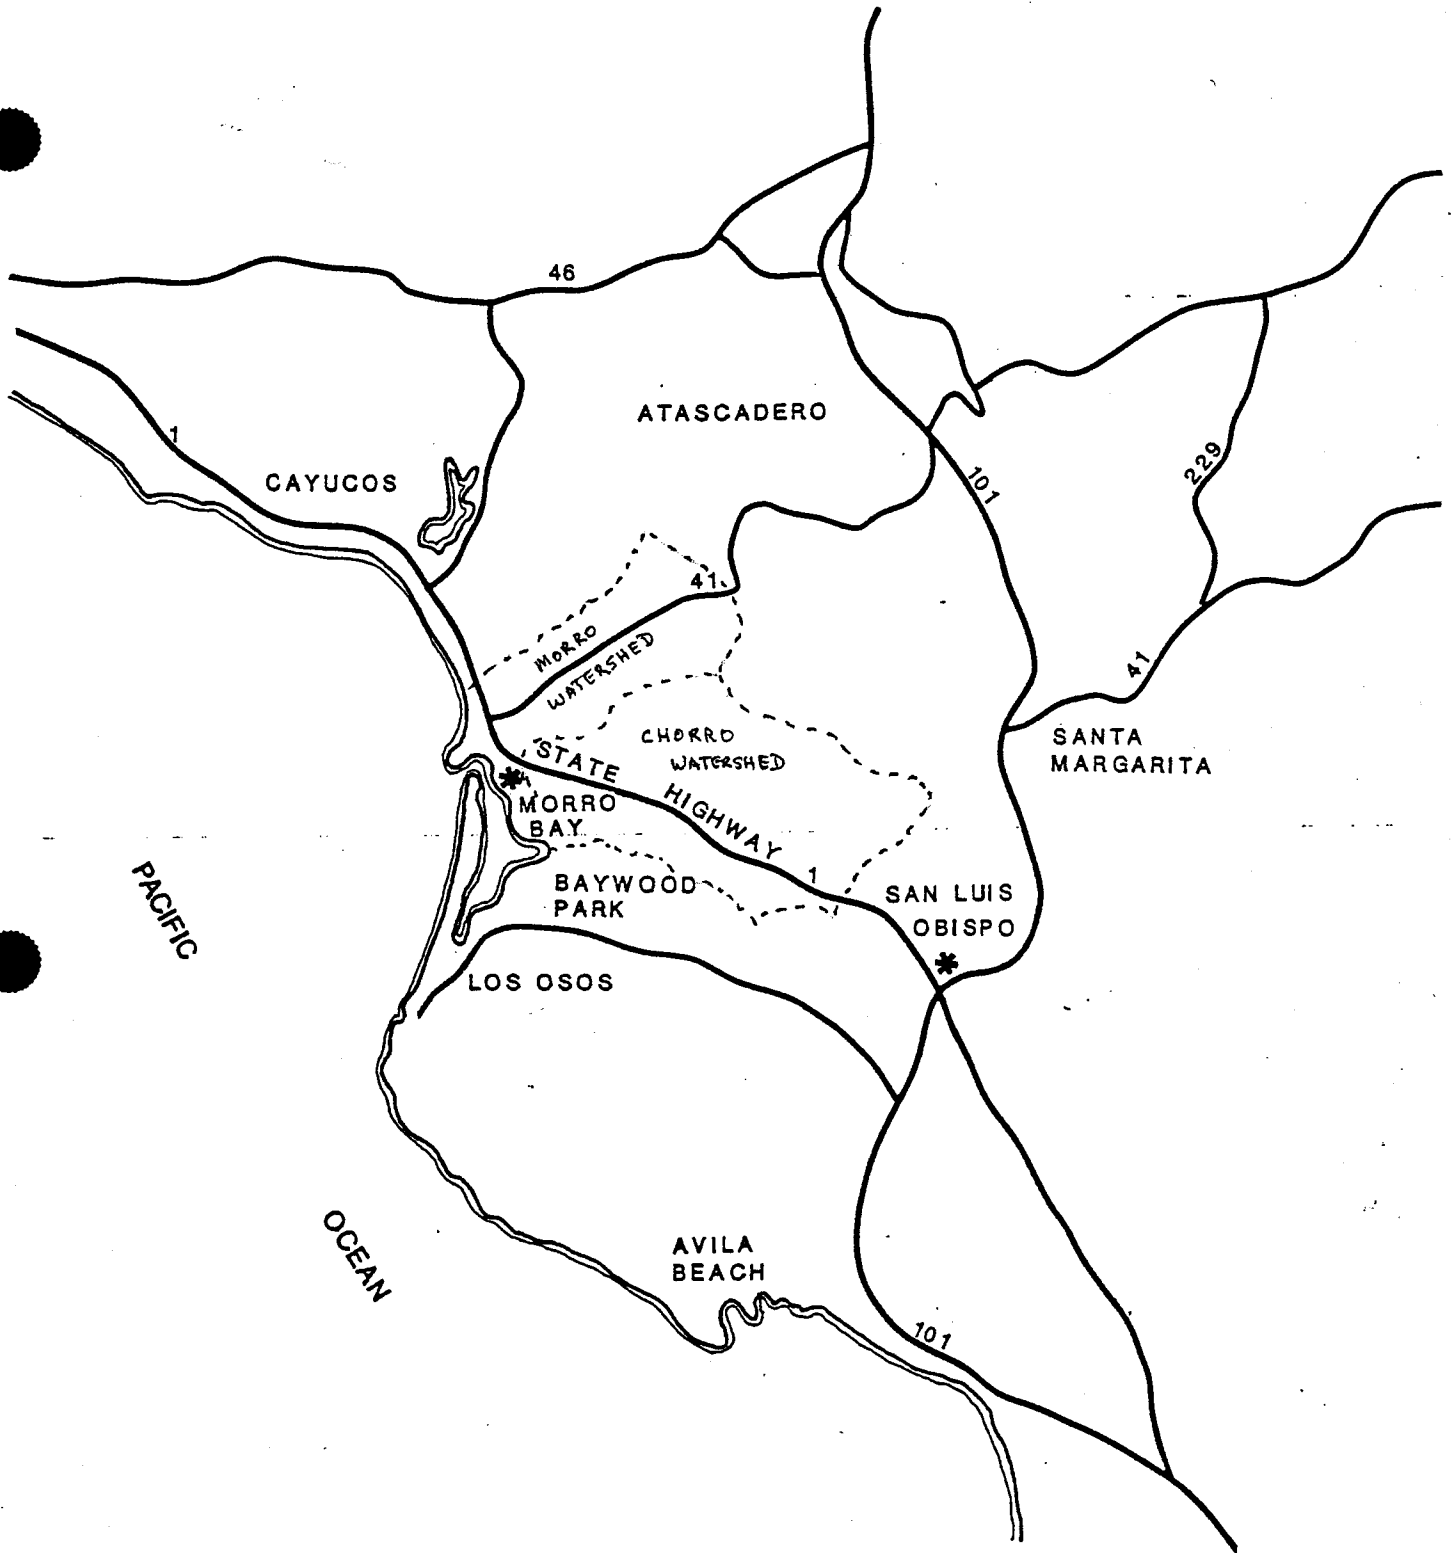 46
ATASCADERO
1
CAYUCOS
101
229
41
MORRO
WATERSHED
41
SANTA
MARGARITA
CHORRO
WATERSHED
STATE
HIGHWAY
1
MORRO
BAY
BAYWOOD
PARK
SAN LUIS
OBISPO
PACIFIC
LOS OSOS
OCEAN
AVILA
BEACH
101